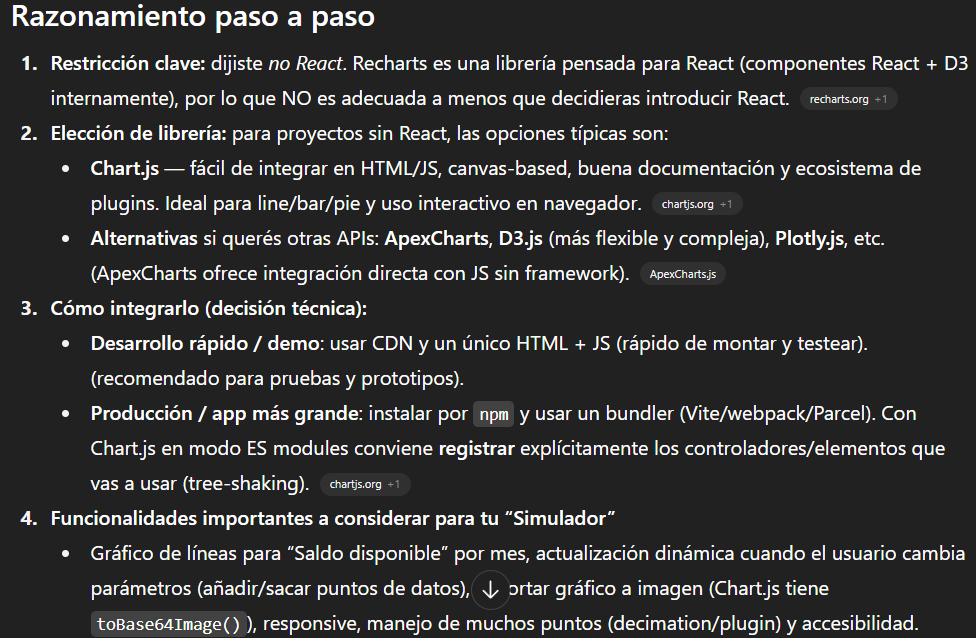 Razonamiento paso a paso
1. Restricción clave: dijiste no React. Recharts es una librería pensada para React (componentes React + D3
internamente), por lo que NO es adecuada a menos que decidieras introducir React. recharts.org +1
2. Elección de librería: para proyectos sin React, las opciones típicas son:
• Chart.js — fácil de integrar en HTML/JS, canvas-based, buena documentación y ecosistema de
plugins. Ideal para line/bar/pie y uso interactivo en navegador. chartjs.org +1
• Alternativas si querés otras APIs: ApexCharts, D3.js (más flexible y compleja), Plotly.js, etc.
(ApexCharts ofrece integración directa con JS sin framework). ApexCharts.js
3. Cómo integrarlo (decisión técnica):
• Desarrollo rápido / demo: usar CDN y un único HTML + JS (rápido de montar y testear).
(recomendado para pruebas y prototipos).
• Producción / app más grande: instalar por npm y usar un bundler (Vite/webpack/Parcel). Con
Chart.js en modo ES modules conviene registrar explícitamente los controladores/elementos que
vas a usar (tree-shaking). chartjs.org +1
4. Funcionalidades importantes a considerar para tu “Simulador”
• Gráfico de líneas para “Saldo disponible” por mes, actualización dinámica cuando el usuario cambia
parámetros (añadir/sacar puntos de datos), ortar gráfico a imagen (Chart.js tiene
toBase64Image()), responsive, manejo de muchos puntos (decimation/plugin) y accesibilidad.